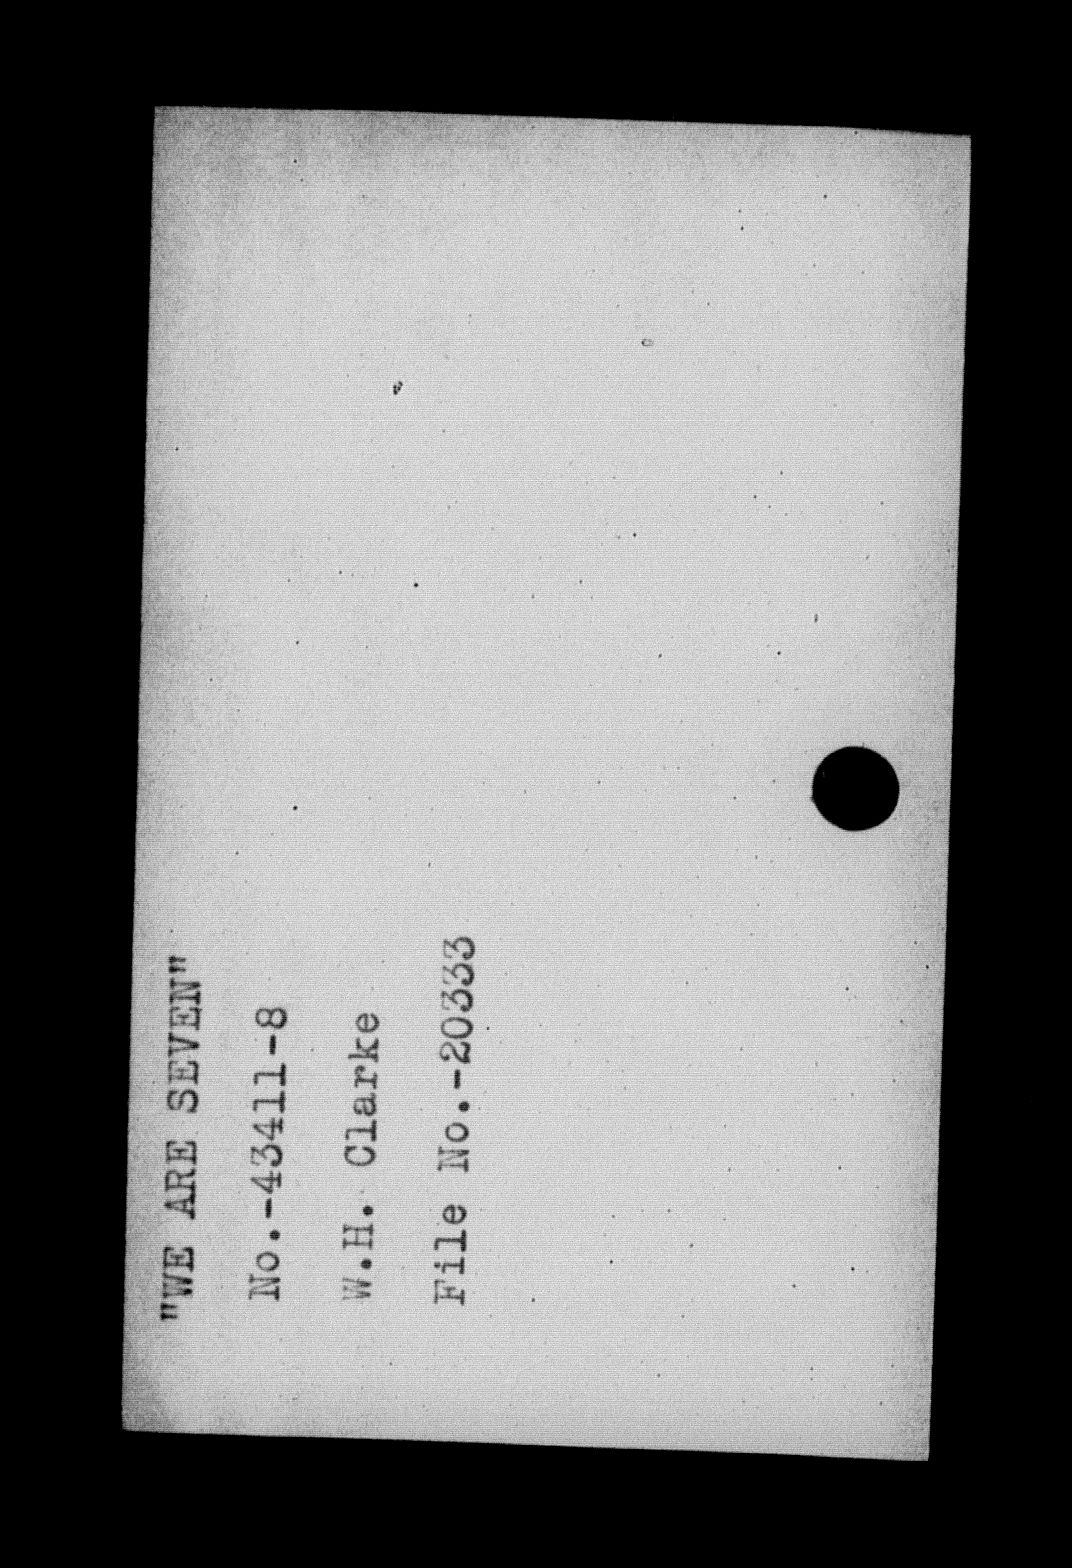 "WE ARE SEVEN"
No.-43411-8
W.H. Clarke
File No.-20333